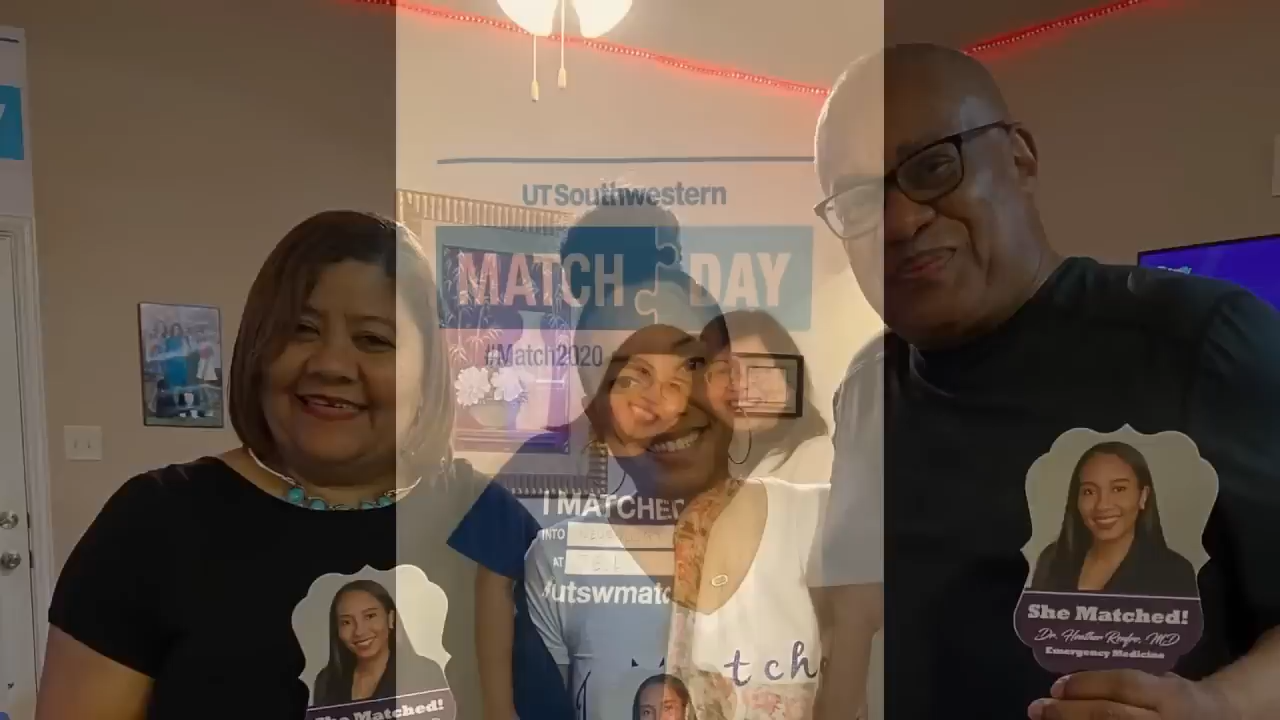 UTSouthwestern
MATCH DAY
#Match2020
I MATCHED
INTO
AT
utswmatc
tch
She Matched!
Dr. Heather Renfro, MD
Emergency Medicine
She Matched!